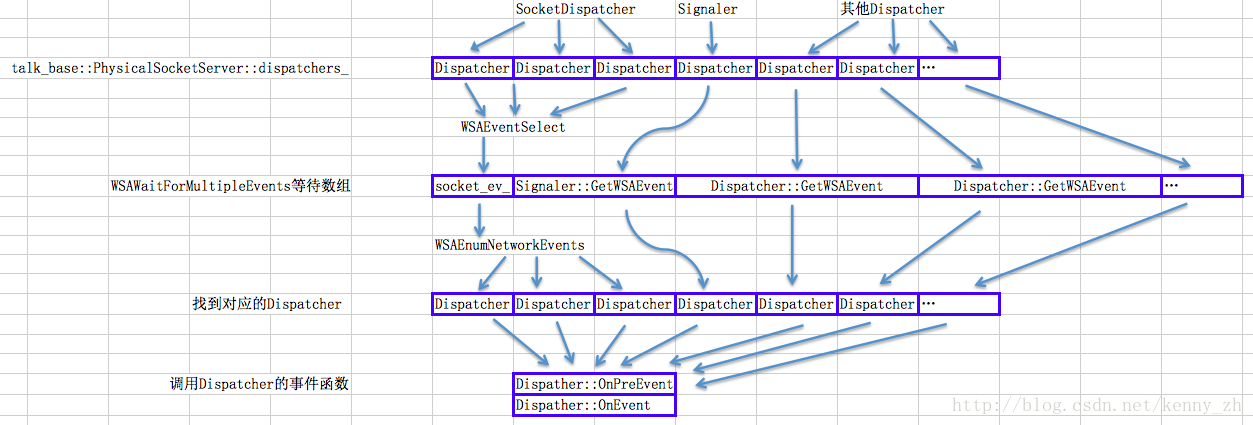 SocketDispatcher Signaler 其他Dispatcher
talk_base::PhysicalSocketServer::dispatchers_ Dispatcher Dispatcher Dispatcher Dispatcher Dispatcher Dispatcher …
WSAEventSelect
WSAWaitForMultipleEvents等待数组 socket_ev_ Signaler::GetWSAEvent Dispatcher::GetWSAEvent Dispatcher::GetWSAEvent …
WSAEnumNetworkEvents
找到对应的Dispatcher Dispatcher Dispatcher Dispatcher Dispatcher Dispatcher Dispatcher …
调用Dispatcher的事件函数 Dispather::OnPreEvent
Dispather::OnEvent
http://blog.csdn.net/kenny_zh